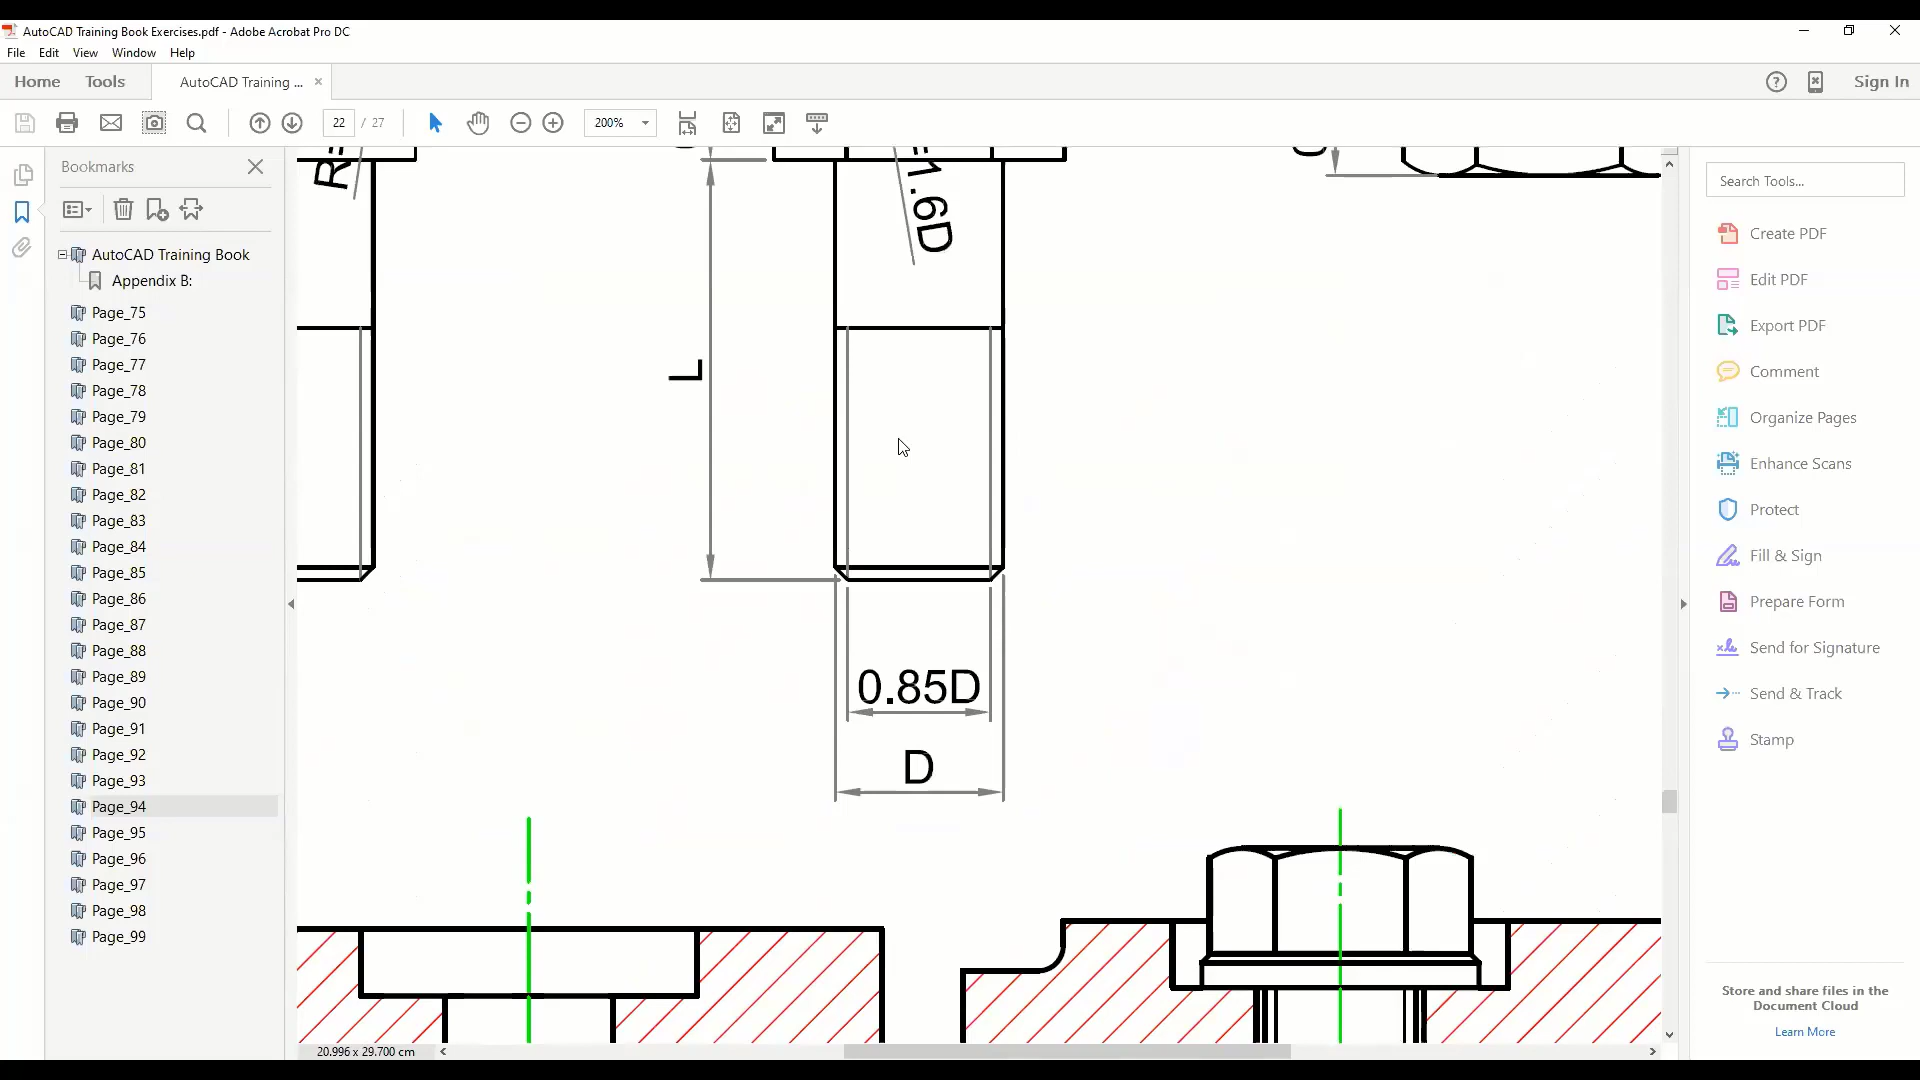 AutoCAD Training Book Exercises.pdf - Adobe Acrobat Pro DC
File Edit View Window Help
Home Tools AutoCAD Training ... Sign In
22 / 27 200%
Bookmarks
AutoCAD Training Book
Appendix B:
Page_75
Page_76
Page_77
Page_78
Page_79
Page_80
Page_81
Page_82
Page_83
Page_84
Page_85
Page_86
Page_87
Page_88
Page_89
Page_90
Page_91
Page_92
Page_93
Page_94
Page_95
Page_96
Page_97
Page_98
Page_99
R=
=1.6D
L
0.85D
D
20.996 x 29.700 cm
Search Tools...
Create PDF
Edit PDF
Export PDF
Comment
Organize Pages
Enhance Scans
Protect
Fill & Sign
Prepare Form
Send for Signature
Send & Track
Stamp
Store and share files in the
Document Cloud
Learn More